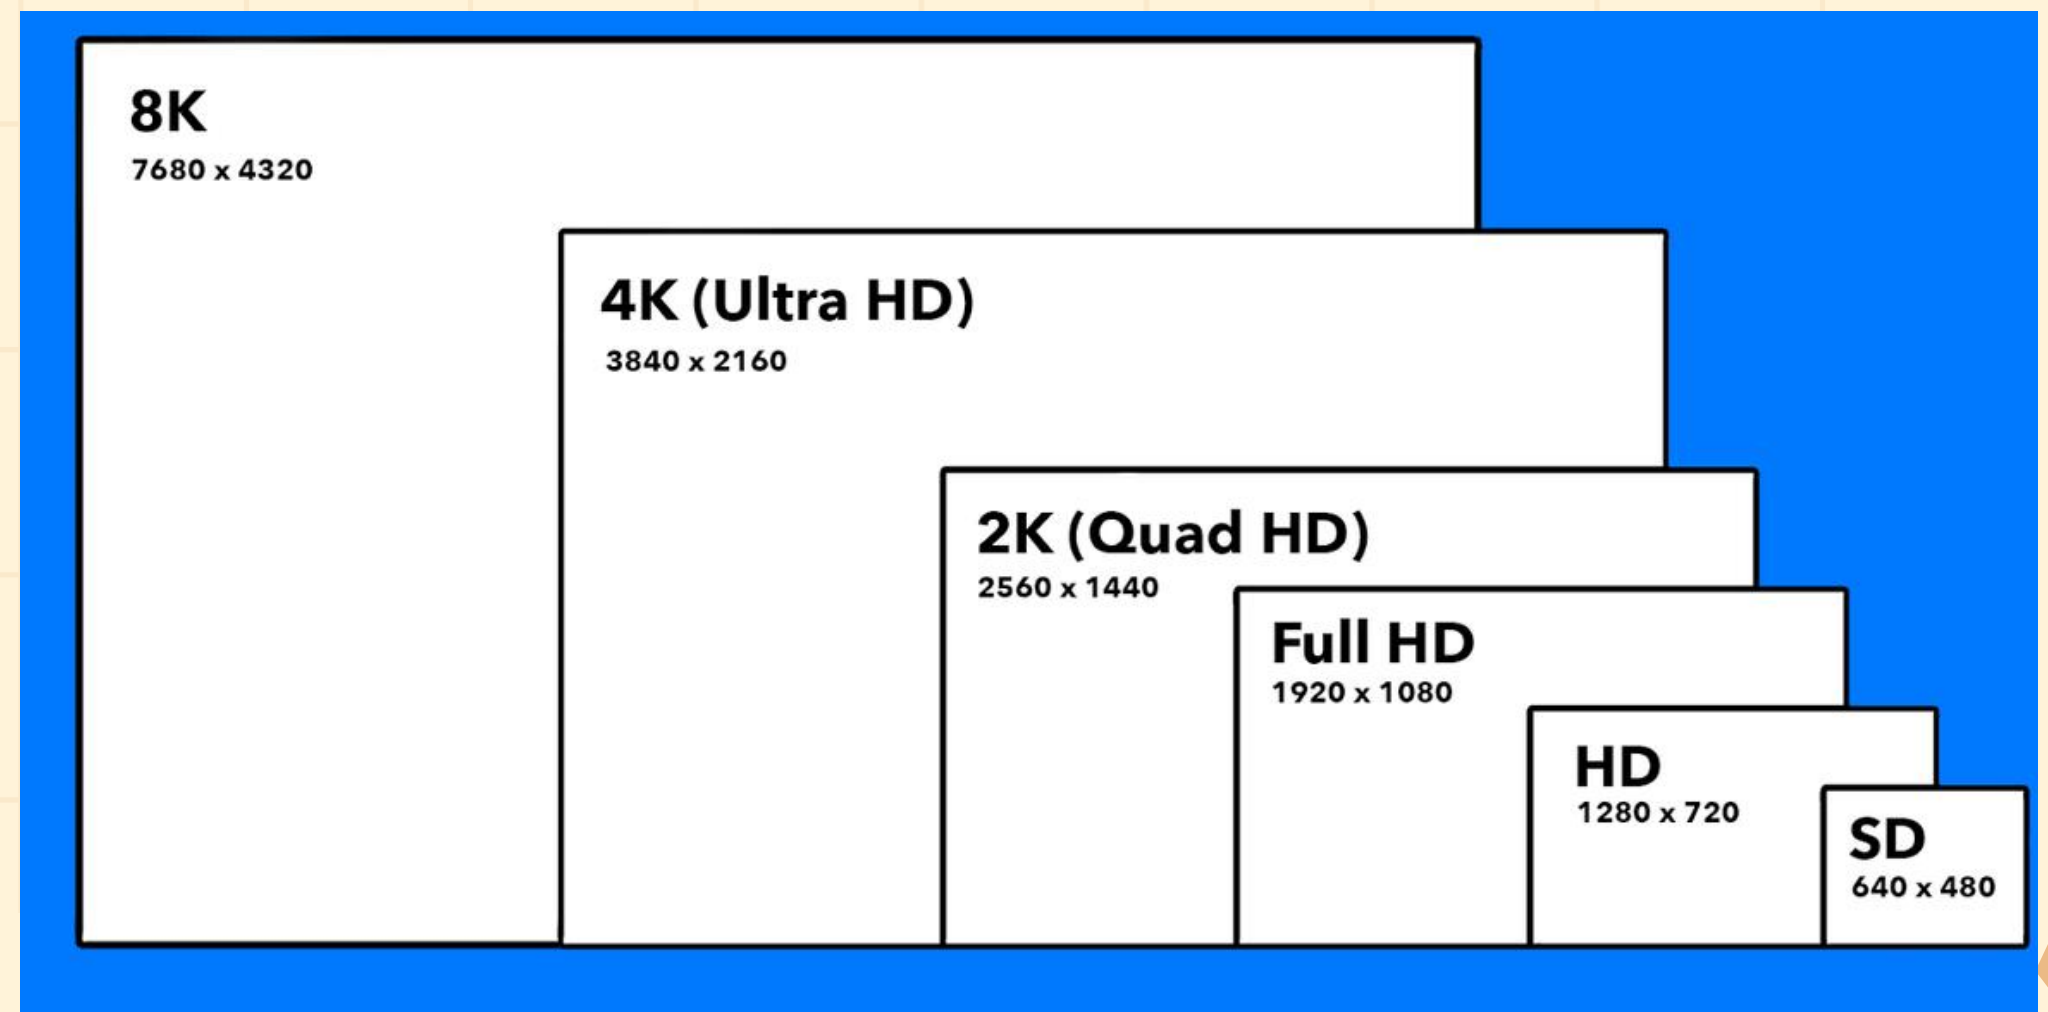 8K
7680 x 4320
4K (Ultra HD)
3840 x 2160
2K (Quad HD)
2560 x 1440
Full HD
1920 x 1080
HD
1280 x 720
SD
640 x 480